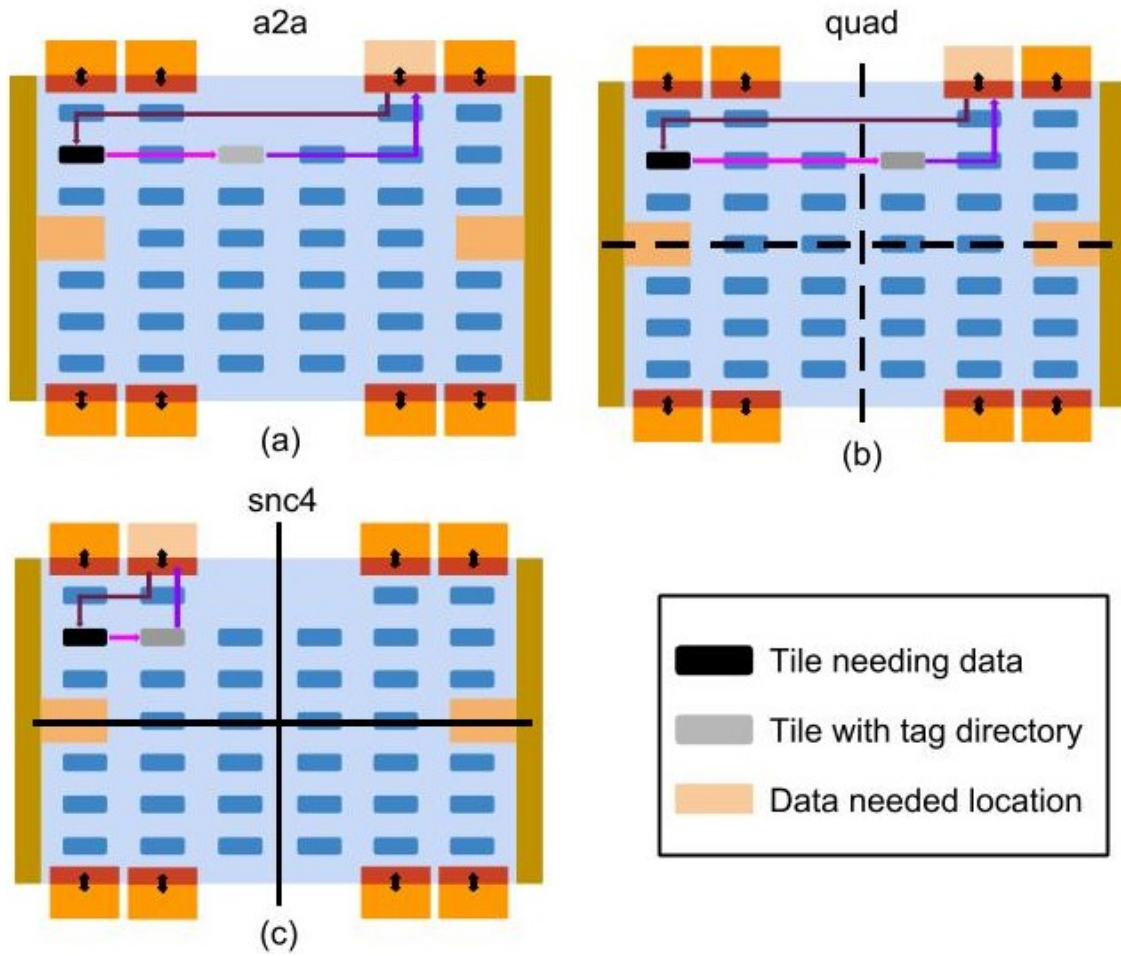 a2a
quad
(a)
(b)
snc4
Tile needing data
Tile with tag directory
Data needed location
(c)